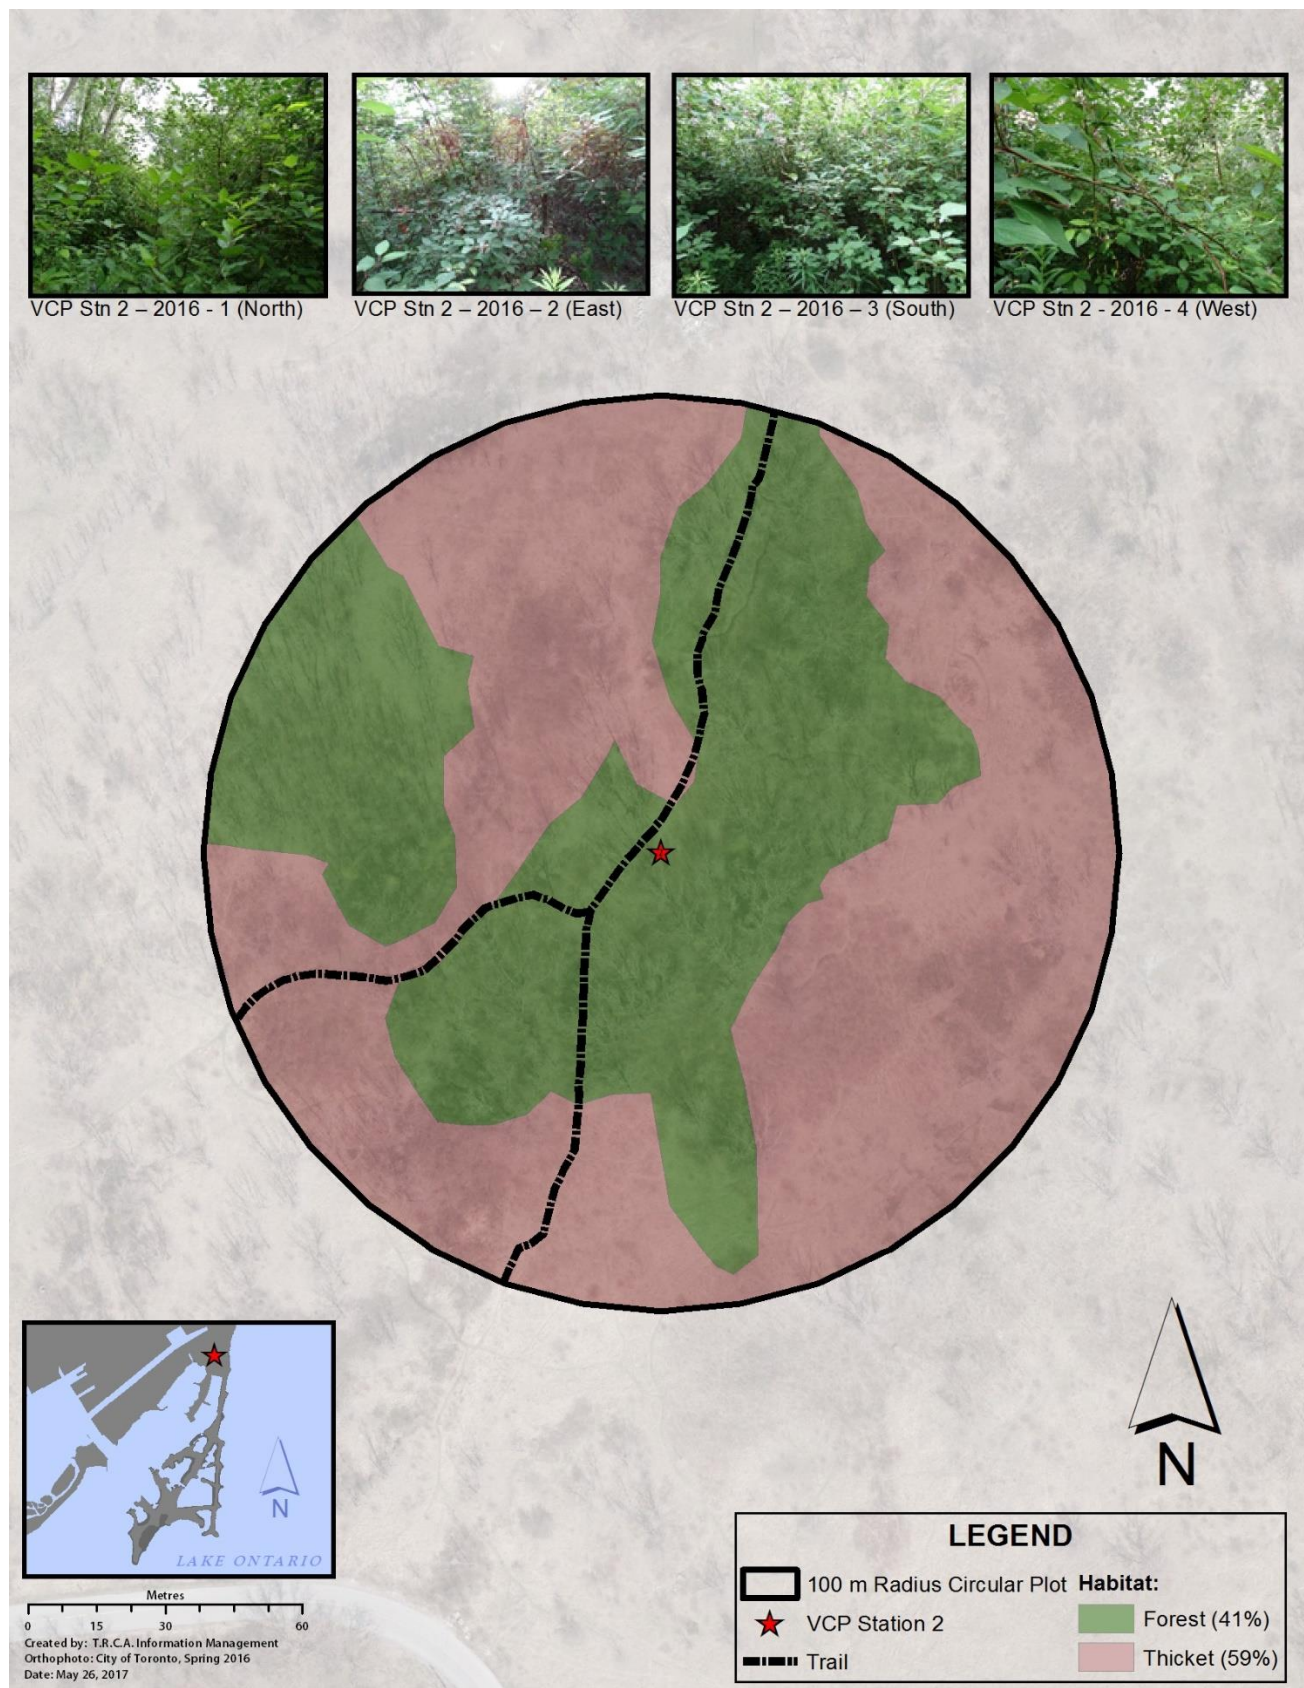 VCP Stn 2 – 2016 - 1 (North)
VCP Stn 2 – 2016 – 2 (East)
VCP Stn 2 – 2016 – 3 (South)
VCP Stn 2 - 2016 - 4 (West)
N
N
LAKE ONTARIO
Metres
0 15 30 60
Created by: T.R.C.A. Information Management
Orthophoto: City of Toronto, Spring 2016
Date: May 26, 2017
LEGEND
100 m Radius Circular Plot
VCP Station 2
Trail
Habitat:
Forest (41%)
Thicket (59%)